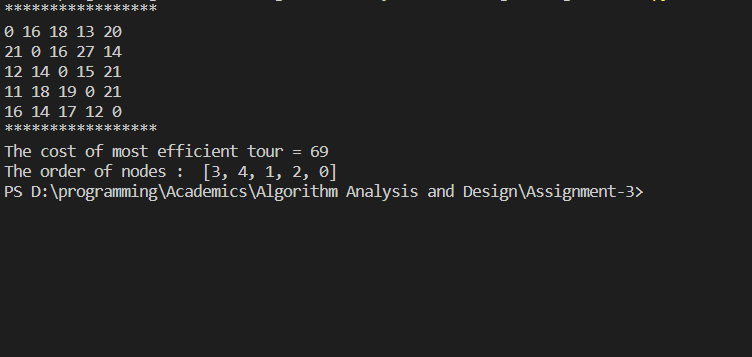 *****************
0 16 18 13 20
21 0 16 27 14
12 14 0 15 21
11 18 19 0 21
16 14 17 12 0
*****************
The cost of most efficient tour = 69
The order of nodes :  [3, 4, 1, 2, 0]
PS D:\programming\Academics\Algorithm Analysis and Design\Assignment-3>